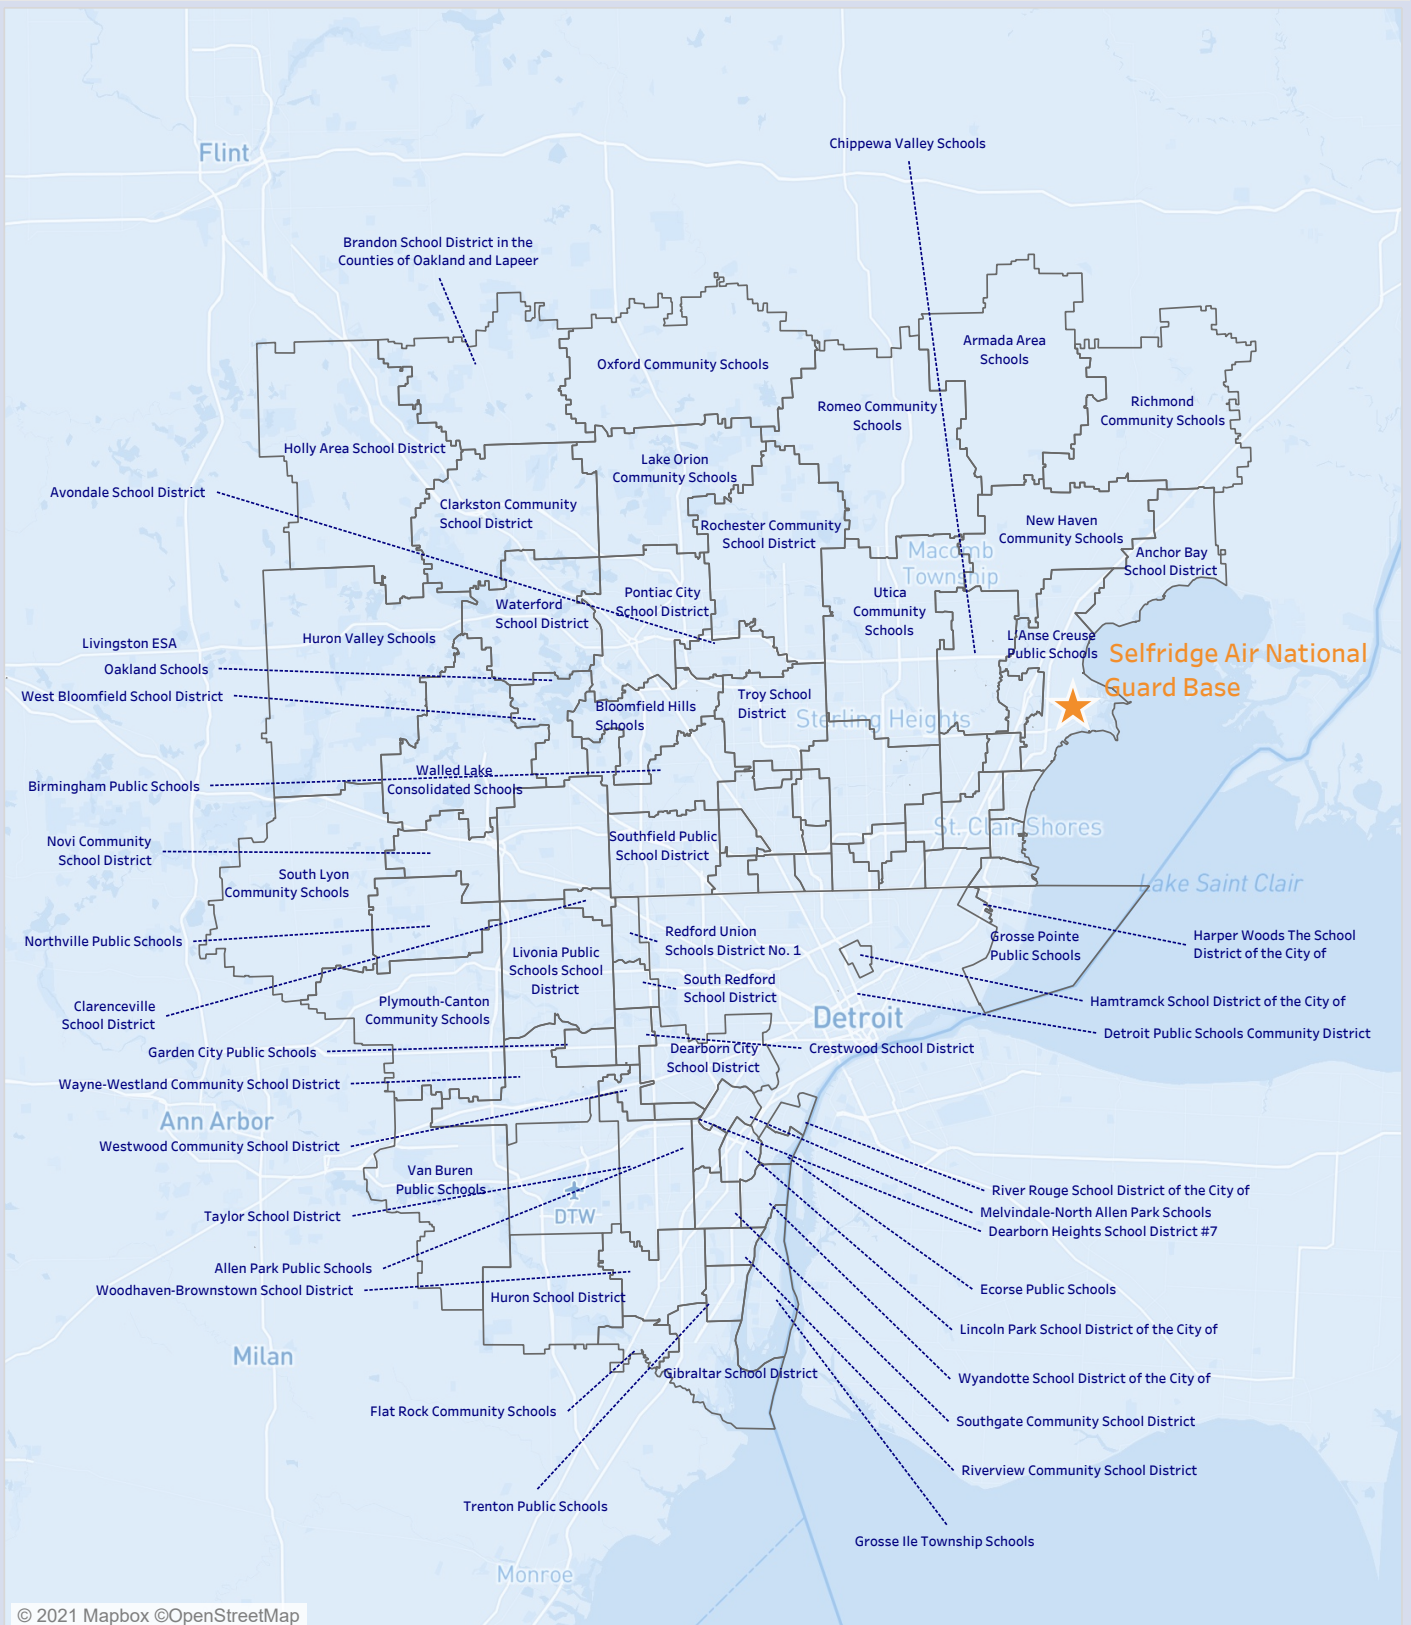 Flint
Chippewa Valley Schools
Brandon School District in the
Counties of Oakland and Lapeer
Armada Area
Schools
Oxford Community Schools
Richmond
Community Schools
Romeo Community
Schools
Holly Area School District
Lake Orion
Community Schools
Avondale School District
Clarkston Community
School District
Rochester Community
School District
New Haven
Community Schools
Macomb
Township
Anchor Bay
School District
Pontiac City
School District
Utica
Community
Schools
Waterford
School District
Huron Valley Schools
Livingston ESA
L'Anse Creuse
Public Schools
Selfridge Air National
Guard Base
Oakland Schools
West Bloomfield School District
Bloomfield Hills
Schools
Troy School
District
Sterling Heights
Walled Lake
Consolidated Schools
Birmingham Public Schools
St. Clair Shores
Southfield Public
School District
Novi Community
School District
South Lyon
Community Schools
Lake Saint Clair
Northville Public Schools
Livonia Public
Schools School
District
Redford Union
Schools District No. 1
Grosse Pointe
Public Schools
Harper Woods The School
District of the City of
South Redford
School District
Clarenceville
School District
Plymouth-Canton
Community Schools
Hamtramck School District of the City of
Detroit
Detroit Public Schools Community District
Garden City Public Schools
Dearborn City
School District
Crestwood School District
Wayne-Westland Community School District
Ann Arbor
Westwood Community School District
Van Buren
Public Schools
DTW
River Rouge School District of the City of
Melvindale-North Allen Park Schools
Dearborn Heights School District #7
Taylor School District
Allen Park Public Schools
Woodhaven-Brownstown School District
Huron School District
Ecorse Public Schools
Lincoln Park School District of the City of
Milan
Gibraltar School District
Wyandotte School District of the City of
Flat Rock Community Schools
Southgate Community School District
Riverview Community School District
Trenton Public Schools
Grosse Ile Township Schools
Monroe
© 2021 Mapbox ©OpenStreetMap